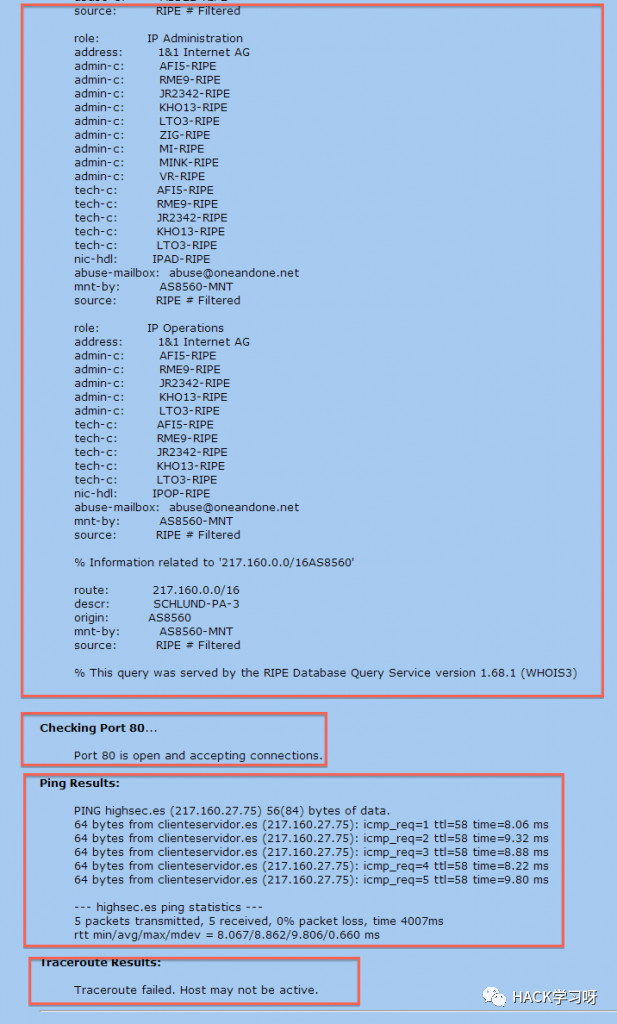 source: RIPE # Filtered
role: IP Administration
address: 1&1 Internet AG
admin-c: AFI5-RIPE
admin-c: RME9-RIPE
admin-c: JR2342-RIPE
admin-c: KHO13-RIPE
admin-c: LTO3-RIPE
admin-c: ZIG-RIPE
admin-c: MI-RIPE
admin-c: MINK-RIPE
admin-c: VR-RIPE
tech-c: AFI5-RIPE
tech-c: RME9-RIPE
tech-c: JR2342-RIPE
tech-c: KHO13-RIPE
tech-c: LTO3-RIPE
nic-hdl: IPAD-RIPE
abuse-mailbox: abuse@oneandone.net
mnt-by: AS8560-MNT
source: RIPE # Filtered
role: IP Operations
address: 1&1 Internet AG
admin-c: AFI5-RIPE
admin-c: RME9-RIPE
admin-c: JR2342-RIPE
admin-c: KHO13-RIPE
admin-c: LTO3-RIPE
tech-c: AFI5-RIPE
tech-c: RME9-RIPE
tech-c: JR2342-RIPE
tech-c: KHO13-RIPE
tech-c: LTO3-RIPE
nic-hdl: IPOP-RIPE
abuse-mailbox: abuse@oneandone.net
mnt-by: AS8560-MNT
source: RIPE # Filtered
% Information related to '217.160.0.0/16AS8560'
route: 217.160.0.0/16
descr: SCHLUND-PA-3
origin: AS8560
mnt-by: AS8560-MNT
source: RIPE # Filtered
% This query was served by the RIPE Database Query Service version 1.68.1 (WHOIS3)
Checking Port 80...
Port 80 is open and accepting connections.
Ping Results:
PING highsec.es (217.160.27.75) 56(84) bytes of data.
64 bytes from clienteservidor.es (217.160.27.75): icmp_req=1 ttl=58 time=8.06 ms
64 bytes from clienteservidor.es (217.160.27.75): icmp_req=2 ttl=58 time=9.32 ms
64 bytes from clienteservidor.es (217.160.27.75): icmp_req=3 ttl=58 time=8.88 ms
64 bytes from clienteservidor.es (217.160.27.75): icmp_req=4 ttl=58 time=8.22 ms
64 bytes from clienteservidor.es (217.160.27.75): icmp_req=5 ttl=58 time=9.80 ms
--- highsec.es ping statistics ---
5 packets transmitted, 5 received, 0% packet loss, time 4007ms
rtt min/avg/max/mdev = 8.067/8.862/9.806/0.660 ms
Traceroute Results:
Traceroute failed. Host may not be active.
HACK学习呀